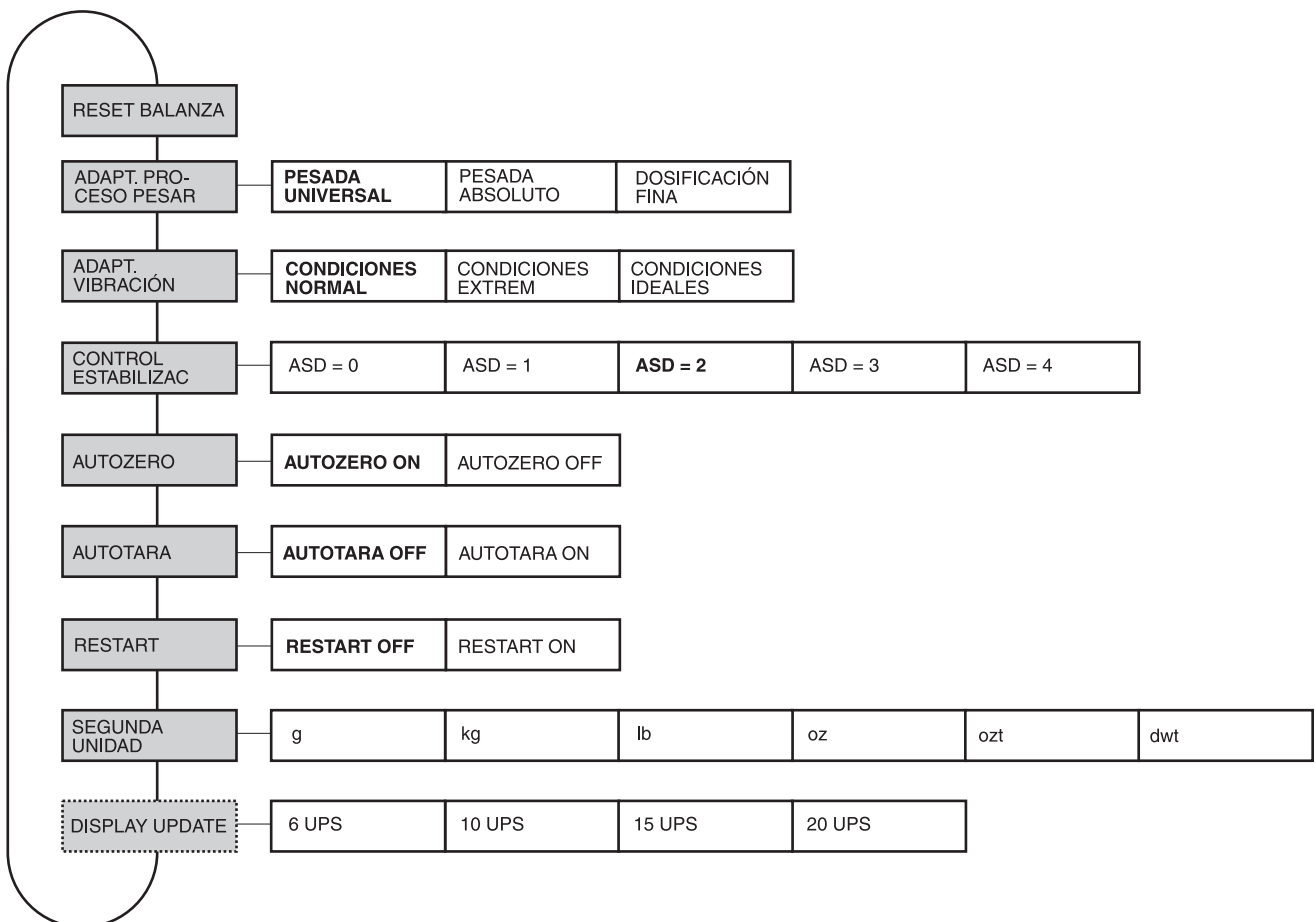 RESET BALANZA
ADAPT. PRO-
CESO PESAR
PESADA
UNIVERSAL
PESADA
ABSOLUTO
DOSIFICACIÓN
FINA
ADAPT.
VIBRACIÓN
CONDICIONES
NORMAL
CONDICIONES
EXTREM
CONDICIONES
IDEALES
CONTROL
ESTABILIZAC
ASD = 0
ASD = 1
ASD = 2
ASD = 3
ASD = 4
AUTOZERO
AUTOZERO ON
AUTOZERO OFF
AUTOTARA
AUTOTARA OFF
AUTOTARA ON
RESTART
RESTART OFF
RESTART ON
SEGUNDA
UNIDAD
g
kg
lb
oz
ozt
dwt
DISPLAY UPDATE
6 UPS
10 UPS
15 UPS
20 UPS